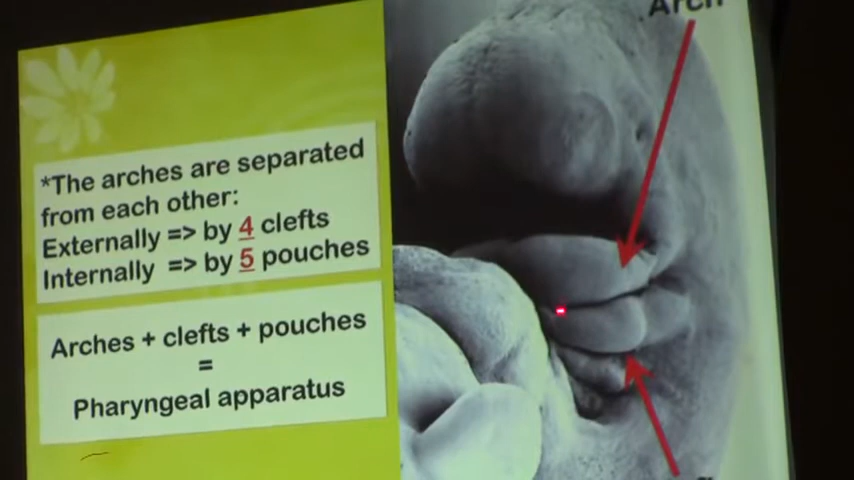 Arch
*The arches are separated
from each other:
Externally => by 4 clefts
Internally => by 5 pouches
Arches + clefts + pouches
=
Pharyngeal apparatus